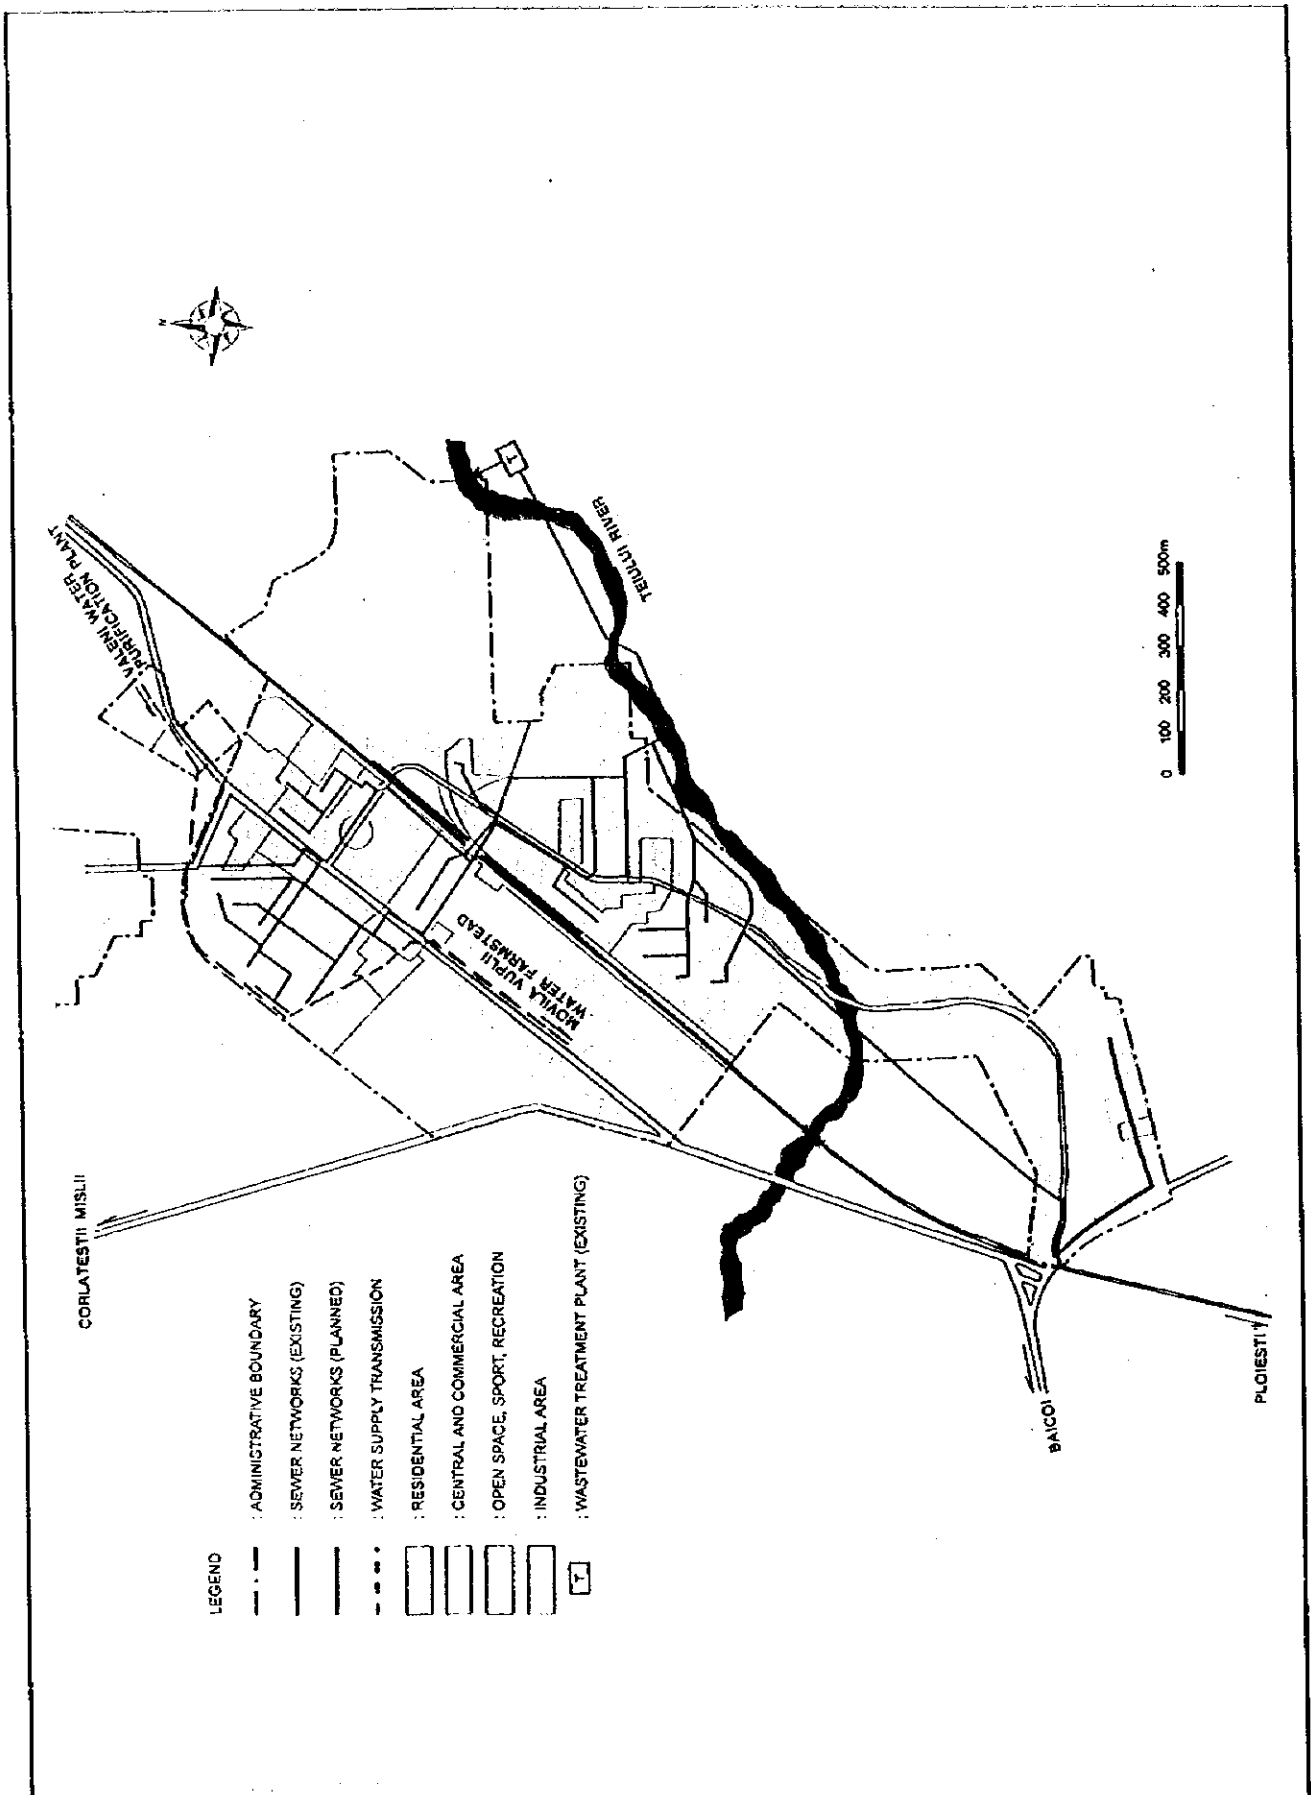 N
VALENI WATER
PURIFICATION PLANT
T
TEIULUI RIVER
MOVILA VUPLII
WATER FARMSTEAD
0 100 200 300 400 500m
CORLATESTII MISLII
BAICOI
PLOIESTI
LEGEND
: ADMINISTRATIVE BOUNDARY
: SEWER NETWORKS (EXISTING)
: SEWER NETWORKS (PLANNED)
: WATER SUPPLY TRANSMISSION
: RESIDENTIAL AREA
: CENTRAL AND COMMERCIAL AREA
: OPEN SPACE, SPORT, RECREATION
: INDUSTRIAL AREA
T : WASTEWATER TREATMENT PLANT (EXISTING)